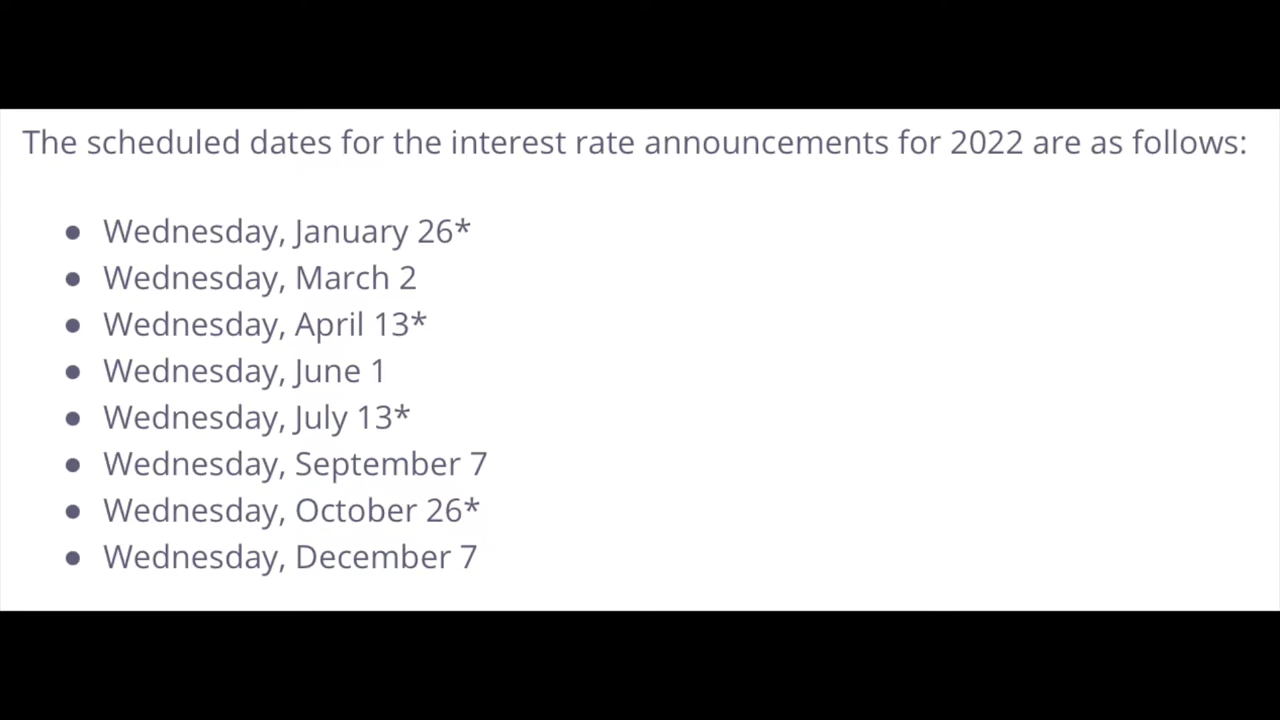 The scheduled dates for the interest rate announcements for 2022 are as follows:
● Wednesday, January 26*
● Wednesday, March 2
● Wednesday, April 13*
● Wednesday, June 1
● Wednesday, July 13*
● Wednesday, September 7
● Wednesday, October 26*
● Wednesday, December 7